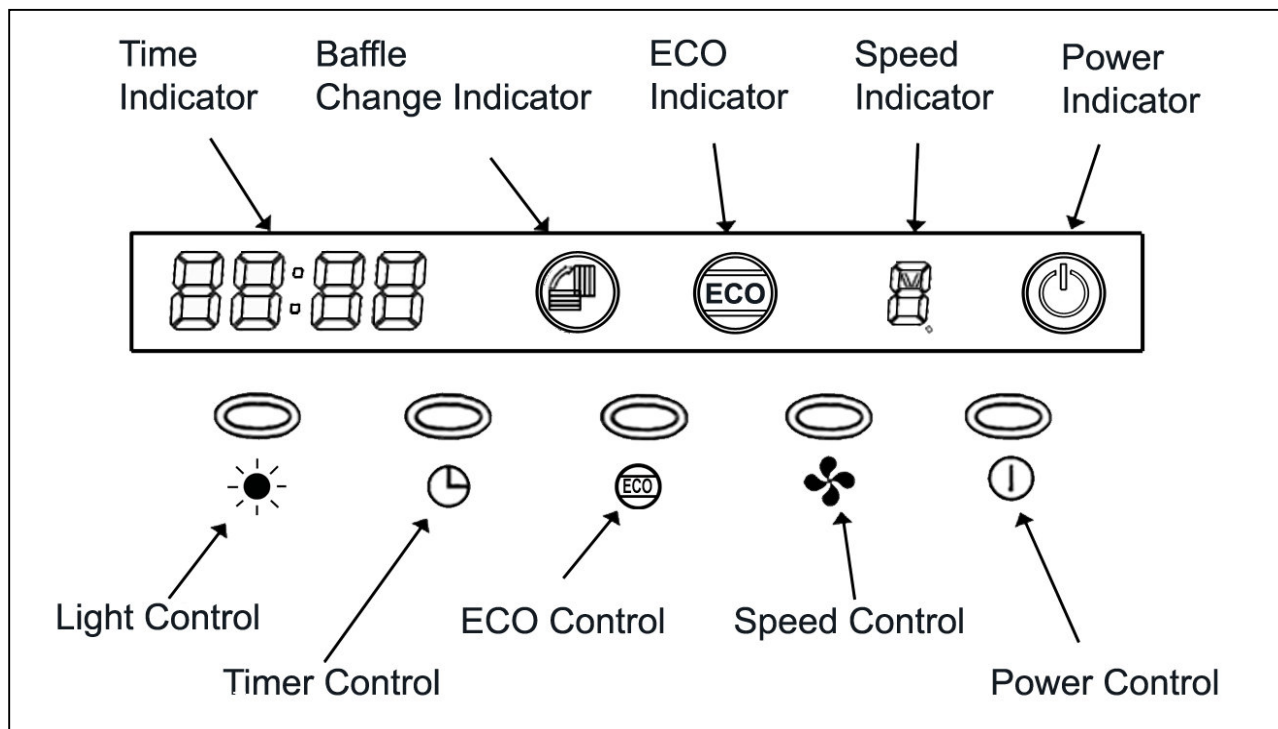 Time
Indicator
Baffle
Change Indicator
ECO
Indicator
Speed
Indicator
Power
Indicator
88:88
ECO
8.
ECO
Light Control
Timer Control
ECO Control
Speed Control
Power Control